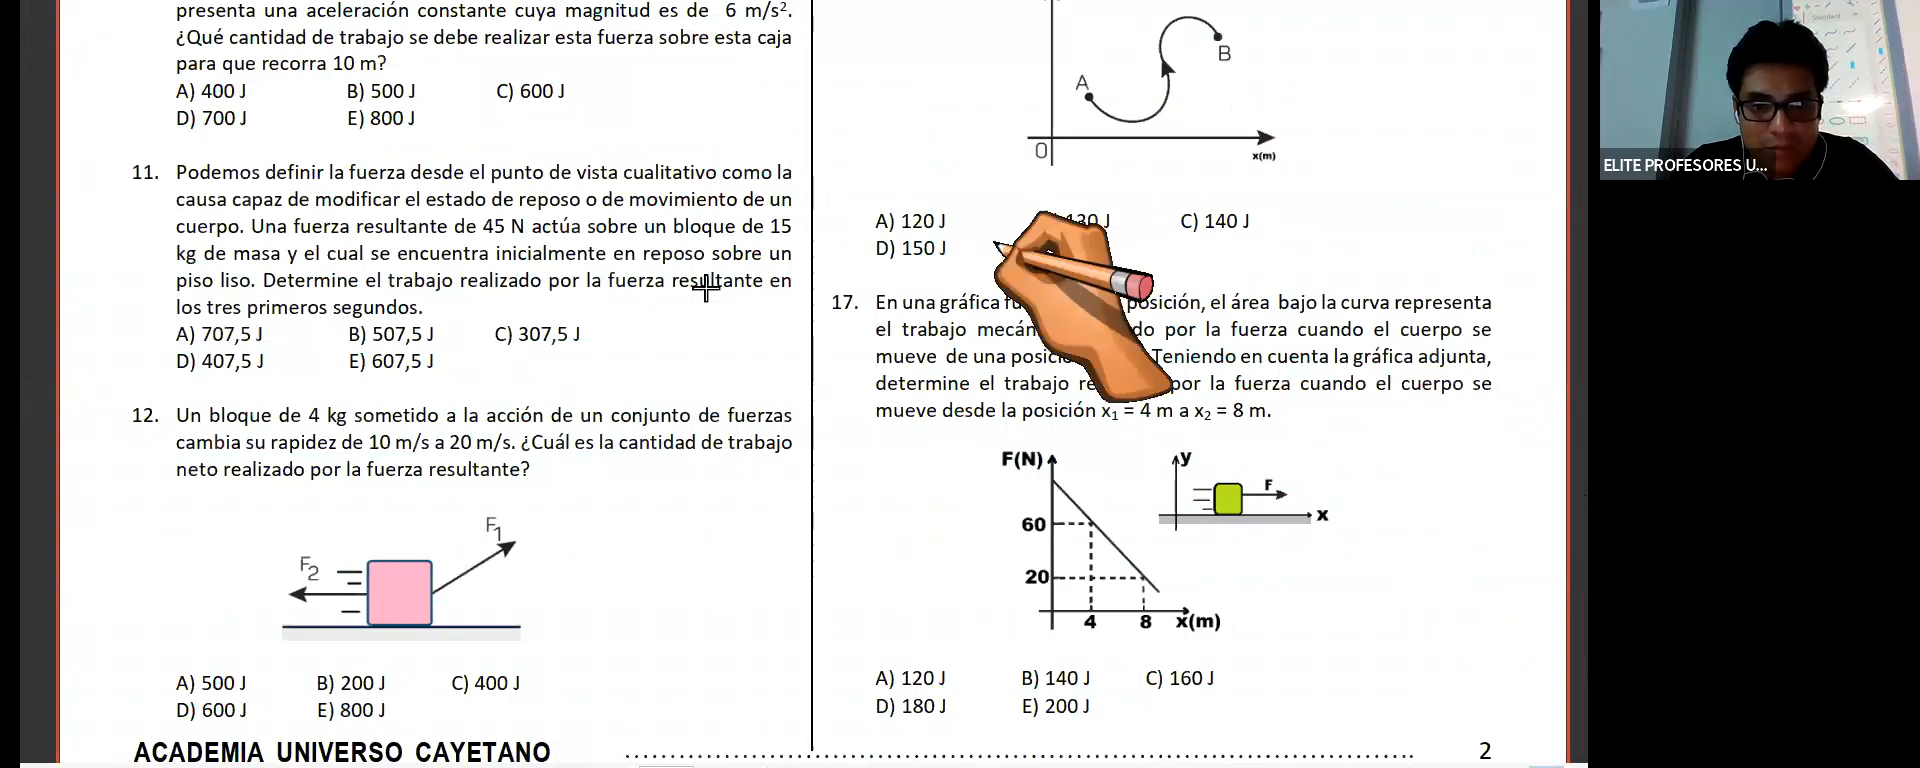 presenta una aceleración constante cuya magnitud es de 6 m/s².
¿Qué cantidad de trabajo se debe realizar esta fuerza sobre esta caja
para que recorra 10 m?
A) 400 J B) 500 J C) 600 J
D) 700 J E) 800 J
11. Podemos definir la fuerza desde el punto de vista cualitativo como la
causa capaz de modificar el estado de reposo o de movimiento de un
cuerpo. Una fuerza resultante de 45 N actúa sobre un bloque de 15
kg de masa y el cual se encuentra inicialmente en reposo sobre un
piso liso. Determine el trabajo realizado por la fuerza resultante en
los tres primeros segundos.
A) 707,5 J B) 507,5 J C) 307,5 J
D) 407,5 J E) 607,5 J
12. Un bloque de 4 kg sometido a la acción de un conjunto de fuerzas
cambia su rapidez de 10 m/s a 20 m/s. ¿Cuál es la cantidad de trabajo
neto realizado por la fuerza resultante?
F₁
F₂
A) 500 J B) 200 J C) 400 J
D) 600 J E) 800 J
A
B
0
x(m)
A) 120 J 130 J C) 140 J
D) 150 J
17. En una gráfica posición, el área bajo la curva representa
el trabajo por la fuerza cuando el cuerpo se
mueve de una Teniendo en cuenta la gráfica adjunta,
determine el trabajo por la fuerza cuando el cuerpo se
mueve desde la posición x₁ = 4 m a x₂ = 8 m.
F(N)
60
20
4 8 x(m)
y
F
x
A) 120 J B) 140 J C) 160 J
D) 180 J E) 200 J
ACADEMIA UNIVERSO CAYETANO 2
ELITE PROFESORES U...